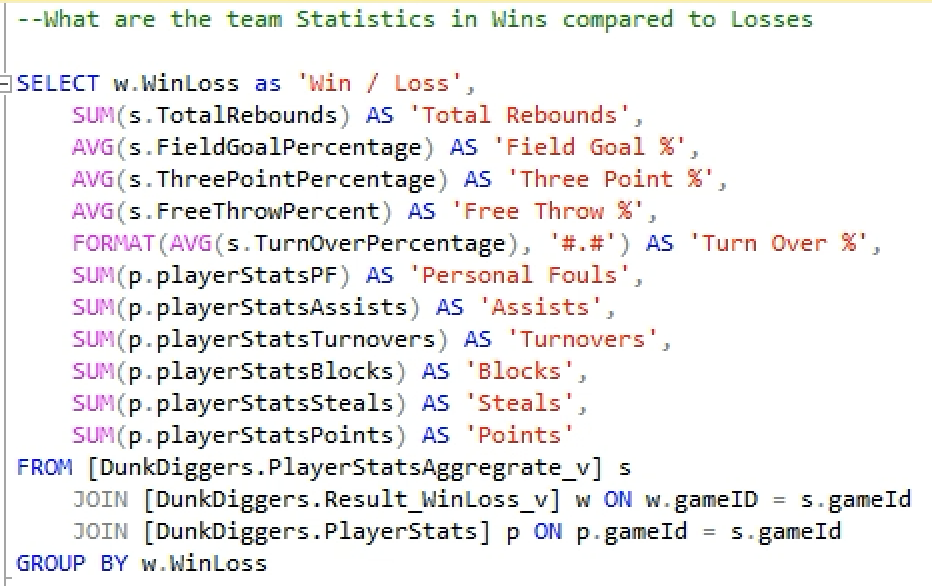 --What are the team Statistics in Wins compared to Losses
SELECT w.WinLoss as 'Win / Loss',
SUM(s.TotalRebounds) AS 'Total Rebounds',
AVG(s.FieldGoalPercentage) AS 'Field Goal %',
AVG(s.ThreePointPercentage) AS 'Three Point %',
AVG(s.FreeThrowPercent) AS 'Free Throw %',
FORMAT(AVG(s.TurnOverPercentage), '#.#') AS 'Turn Over %',
SUM(p.playerStatsPF) AS 'Personal Fouls',
SUM(p.playerStatsAssists) AS 'Assists',
SUM(p.playerStatsTurnovers) AS 'Turnovers',
SUM(p.playerStatsBlocks) AS 'Blocks',
SUM(p.playerStatsSteals) AS 'Steals',
SUM(p.playerStatsPoints) AS 'Points'
FROM [DunkDiggers.PlayerStatsAggregrate_v] s
JOIN [DunkDiggers.Result_WinLoss_v] w ON w.gameID = s.gameId
JOIN [DunkDiggers.PlayerStats] p ON p.gameId = s.gameId
GROUP BY w.WinLoss